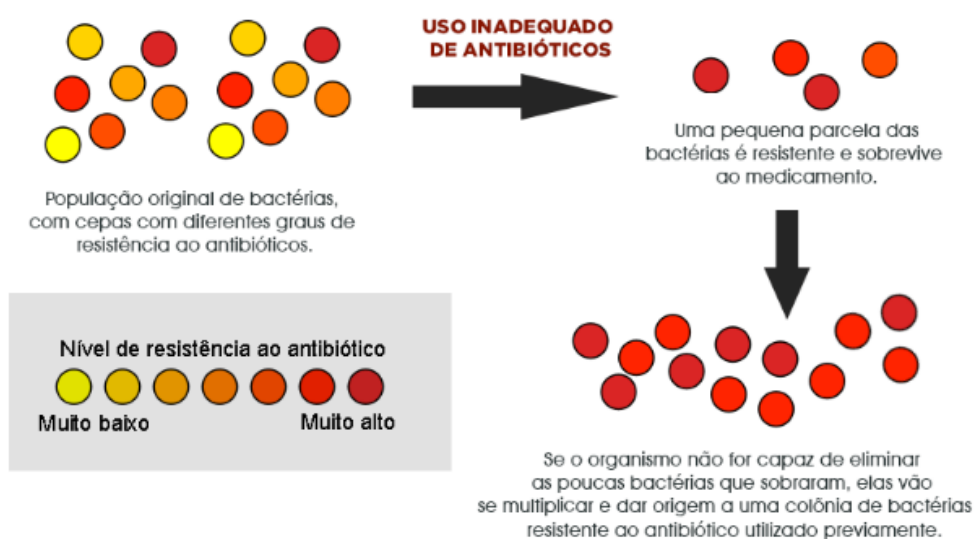 USO INADEQUADO
DE ANTIBIÓTICOS
População original de bactérias,
com cepas com diferentes graus de
resistência ao antibióticos.
Uma pequena parcela das
bactérias é resistente e sobrevive
ao medicamento.
Nível de resistência ao antibiótico
Muito baixo
Muito alto
Se o organismo não for capaz de eliminar
as poucas bactérias que sobraram, elas vão
se multiplicar e dar origem a uma colônia de bactérias
resistente ao antibiótico utilizado previamente.